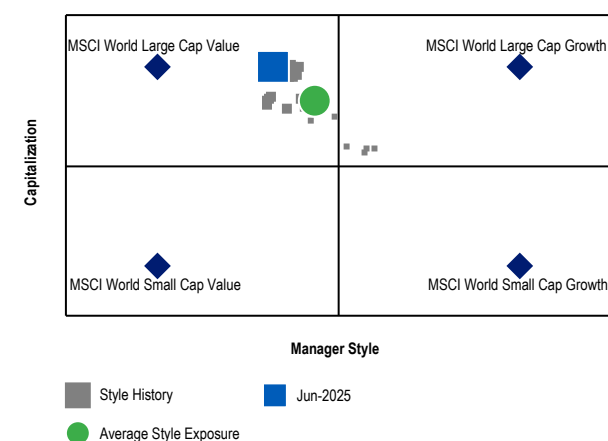 MSCI World Large Cap Value
MSCI World Large Cap Growth
Capitalization
MSCI World Small Cap Value
MSCI World Small Cap Growth
Manager Style
Style History
Jun-2025
Average Style Exposure